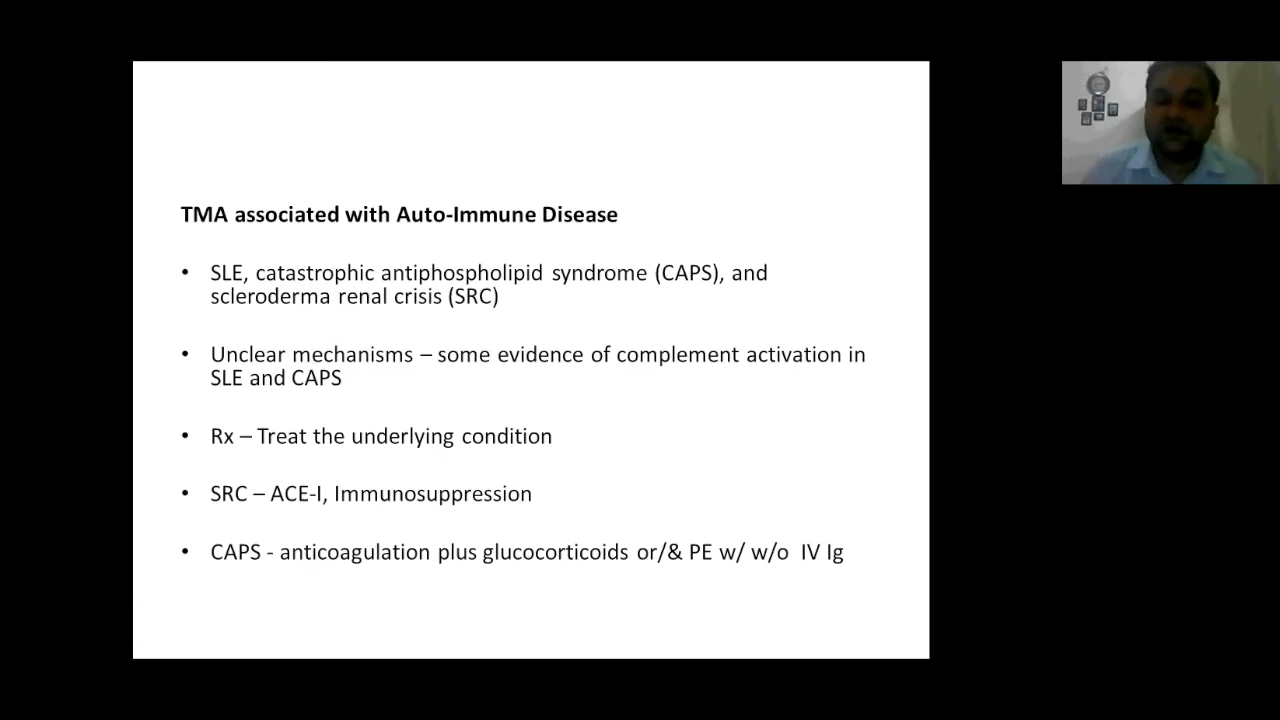 TMA associated with Auto-Immune Disease
• SLE, catastrophic antiphospholipid syndrome (CAPS), and
scleroderma renal crisis (SRC)
• Unclear mechanisms – some evidence of complement activation in
SLE and CAPS
• Rx – Treat the underlying condition
• SRC – ACE-I, Immunosuppression
• CAPS - anticoagulation plus glucocorticoids or/& PE w/ w/o  IV Ig